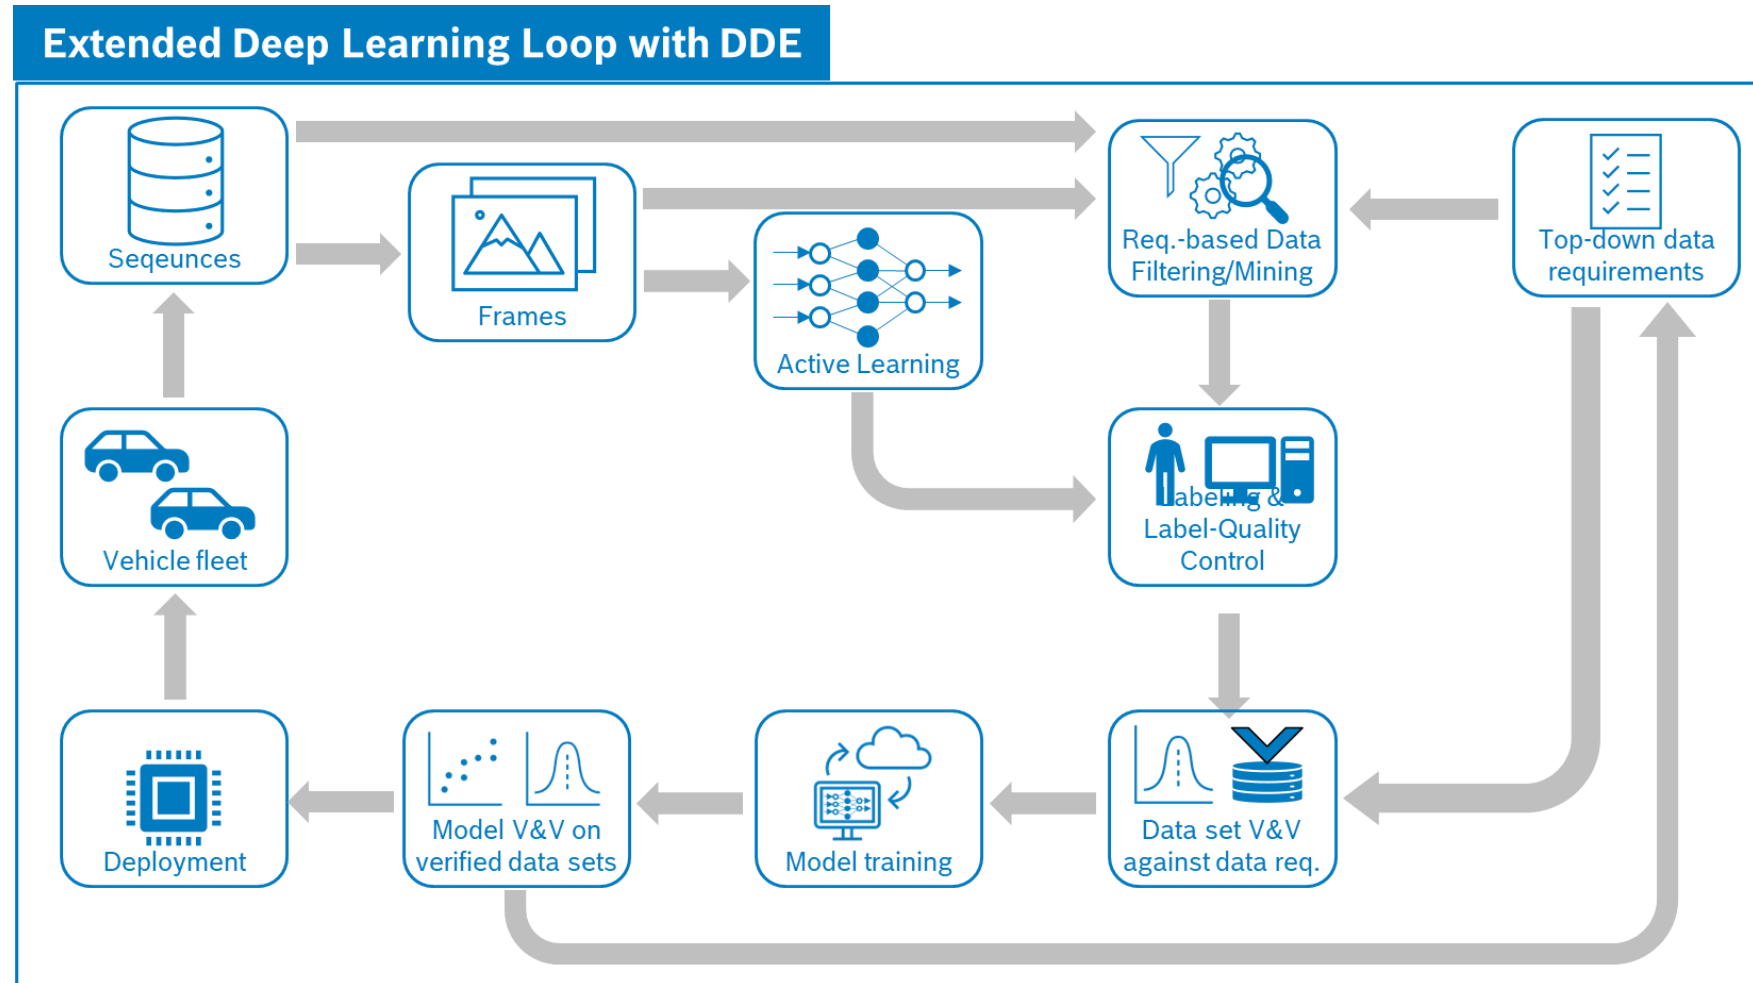 Extended Deep Learning Loop with DDE
Seqeunces
Frames
Active Learning
Req.-based Data
Filtering/Mining
Top-down data
requirements
Vehicle fleet
Labeling &
Label-Quality
Control
Deployment
Model V&V on
verified data sets
Model training
Data set V&V
against data req.